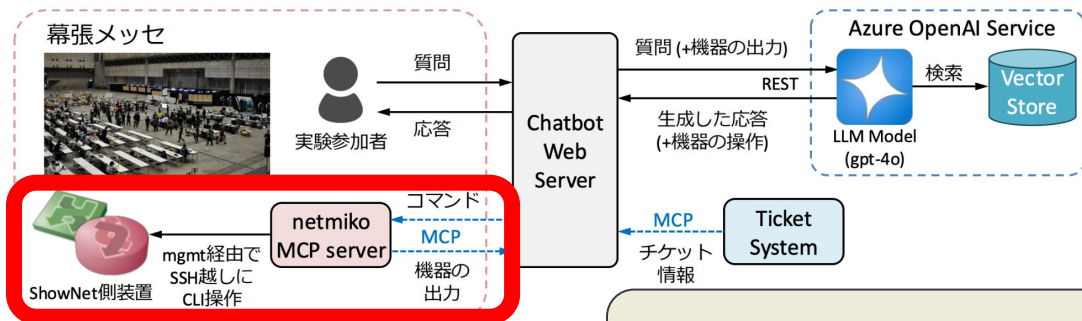 幕張メッセ
質問
応答
実験参加者
Chatbot
Web
Server
質問 (+機器の出力)
REST
生成した応答
(+機器の操作)
Azure OpenAI Service
検索
LLM Model
(gpt-4o)
Vector
Store
ShowNet側装置
mgmt経由で
SSH越しに
CLI操作
netmiko
MCP server
コマンド
MCP
機器の
出力
MCP
チケット
情報
Ticket
System